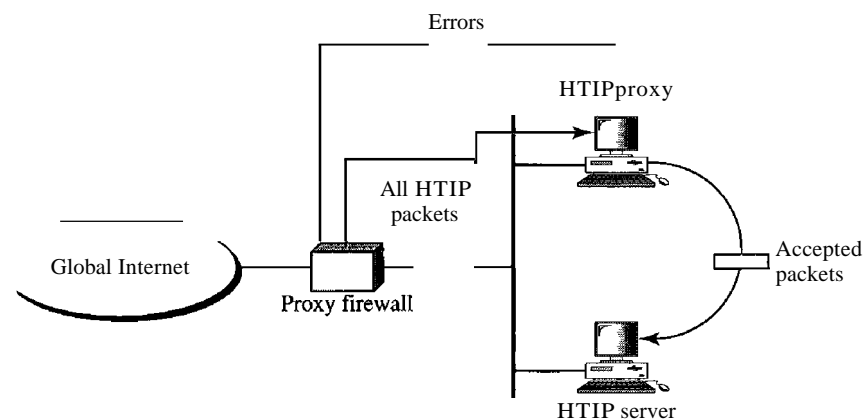 Errors
HTIPproxy
All HTIP
packets
Global Internet
Accepted
packets
Proxy firewall
HTIP server